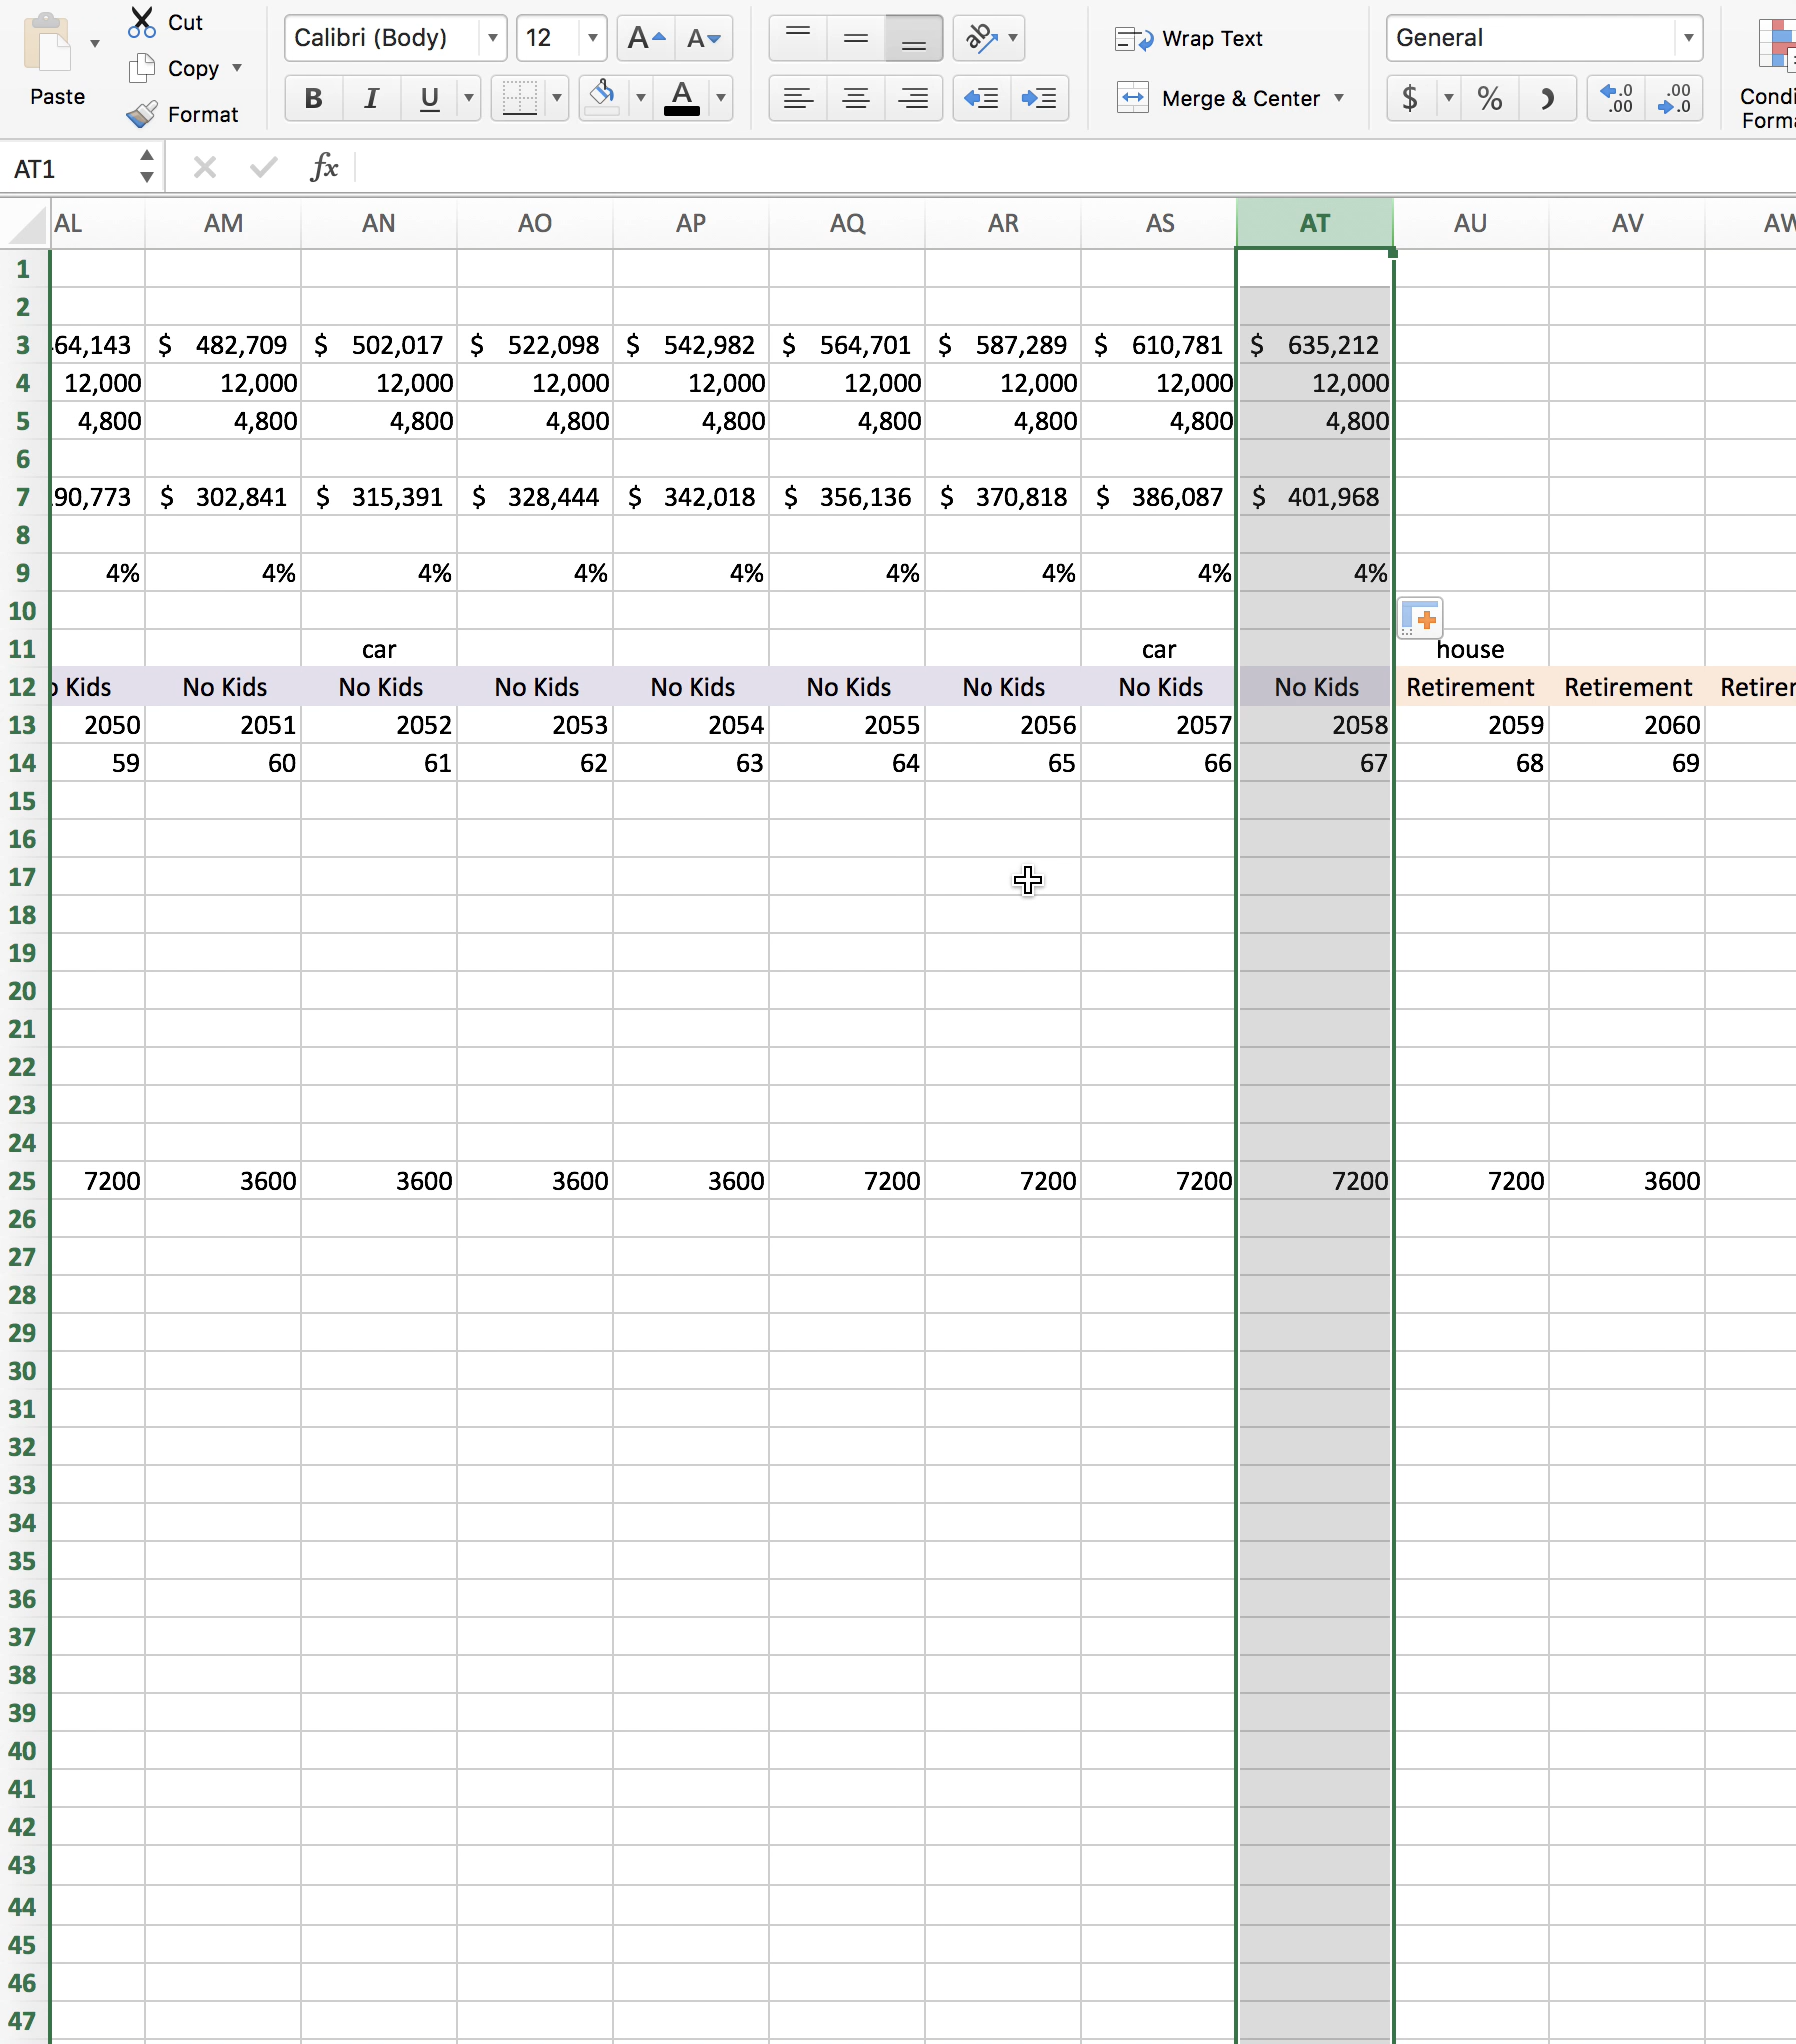 Cut
Calibri (Body) 12 A A ab Wrap Text General
Copy
Paste B I U A Merge & Center $ % .0 .00 .00 .0
Format
AT1 fx
AL AM AN AO AP AQ AR AS AT AU AV
1
2
3 64,143 $ 482,709 $ 502,017 $ 522,098 $ 542,982 $ 564,701 $ 587,289 $ 610,781 $ 635,212
4 12,000 12,000 12,000 12,000 12,000 12,000 12,000 12,000 12,000
5 4,800 4,800 4,800 4,800 4,800 4,800 4,800 4,800 4,800
6
7 90,773 $ 302,841 $ 315,391 $ 328,444 $ 342,018 $ 356,136 $ 370,818 $ 386,087 $ 401,968
8
9 4% 4% 4% 4% 4% 4% 4% 4% 4%
10
11 car car house
12 Kids No Kids No Kids No Kids No Kids No Kids No Kids No Kids No Kids Retirement Retirement
13 2050 2051 2052 2053 2054 2055 2056 2057 2058 2059 2060
14 59 60 61 62 63 64 65 66 67 68 69
15
16
17
18
19
20
21
22
23
24
25 7200 3600 3600 3600 3600 7200 7200 7200 7200 7200 3600
26
27
28
29
30
31
32
33
34
35
36
37
38
39
40
41
42
43
44
45
46
47